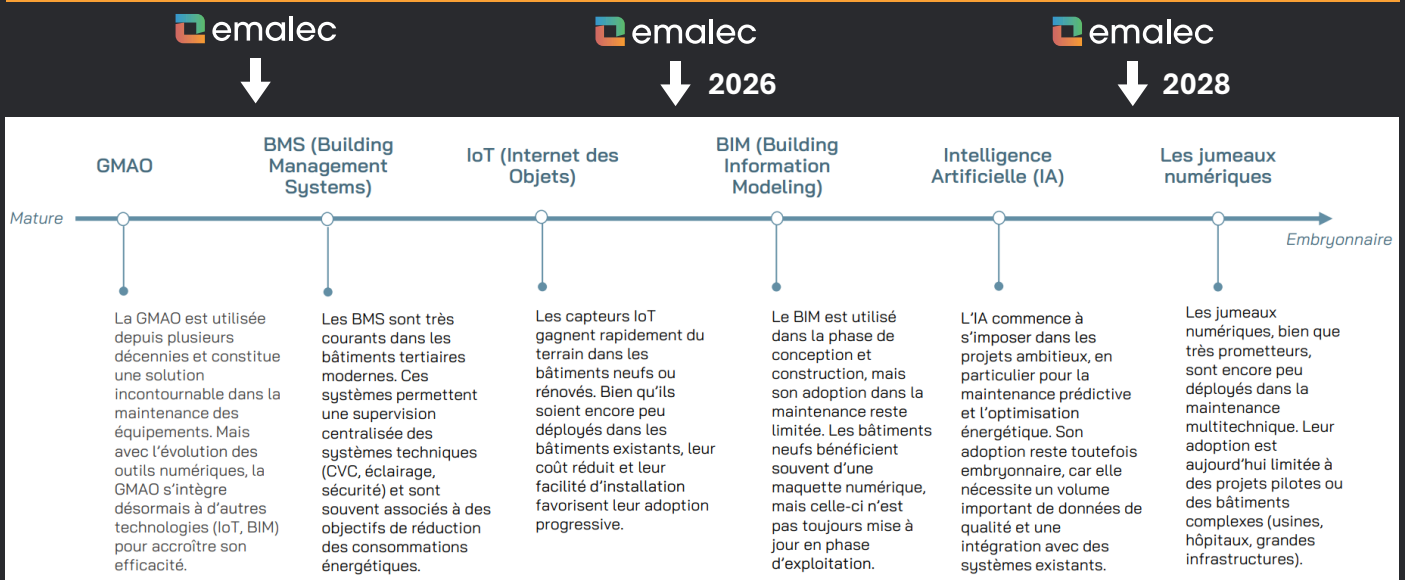 emalec
emalec
2026
emalec
2028
Mature
Embryonnaire
GMAO
La GMAO est utilisée
depuis plusieurs
décennies et constitue
une solution
incontournable dans la
maintenance des
équipements. Mais
avec l'évolution des
outils numériques, la
GMAO s'intègre
désormais à d'autres
technologies (IoT, BIM)
pour accroître son
efficacité.
BMS (Building
Management
Systems)
Les BMS sont très
courants dans les
bâtiments tertiaires
modernes. Ces
systèmes permettent
une supervision
centralisée des
systèmes techniques
(CVC, éclairage,
sécurité) et sont
souvent associés à des
objectifs de réduction
des consommations
énergétiques.
IoT (Internet des
Objets)
Les capteurs IoT
gagnent rapidement du
terrain dans les
bâtiments neufs ou
rénovés. Bien qu'ils
soient encore peu
déployés dans les
bâtiments existants, leur
coût réduit et leur
facilité d'installation
favorisent leur adoption
progressive.
BIM (Building
Information
Modeling)
Le BIM est utilisé
dans la phase de
conception et
construction, mais
son adoption dans la
maintenance reste
limitée. Les bâtiments
neufs bénéficient
souvent d'une
maquette numérique,
mais celle-ci n'est
pas toujours mise à
jour en phase
d'exploitation.
Intelligence
Artificielle (IA)
L'IA commence à
s'imposer dans les
projets ambitieux, en
particulier pour la
maintenance prédictive
et l'optimisation
énergétique. Son
adoption reste toutefois
embryonnaire, car elle
nécessite un volume
important de données de
qualité et une
intégration avec des
systèmes existants.
Les jumeaux
numériques
Les jumeaux
numériques, bien que
très prometteurs,
sont encore peu
déployés dans la
maintenance
multitechnique. Leur
adoption est
aujourd'hui limitée à
des projets pilotes ou
des bâtiments
complexes (usines,
hôpitaux, grandes
infrastructures).